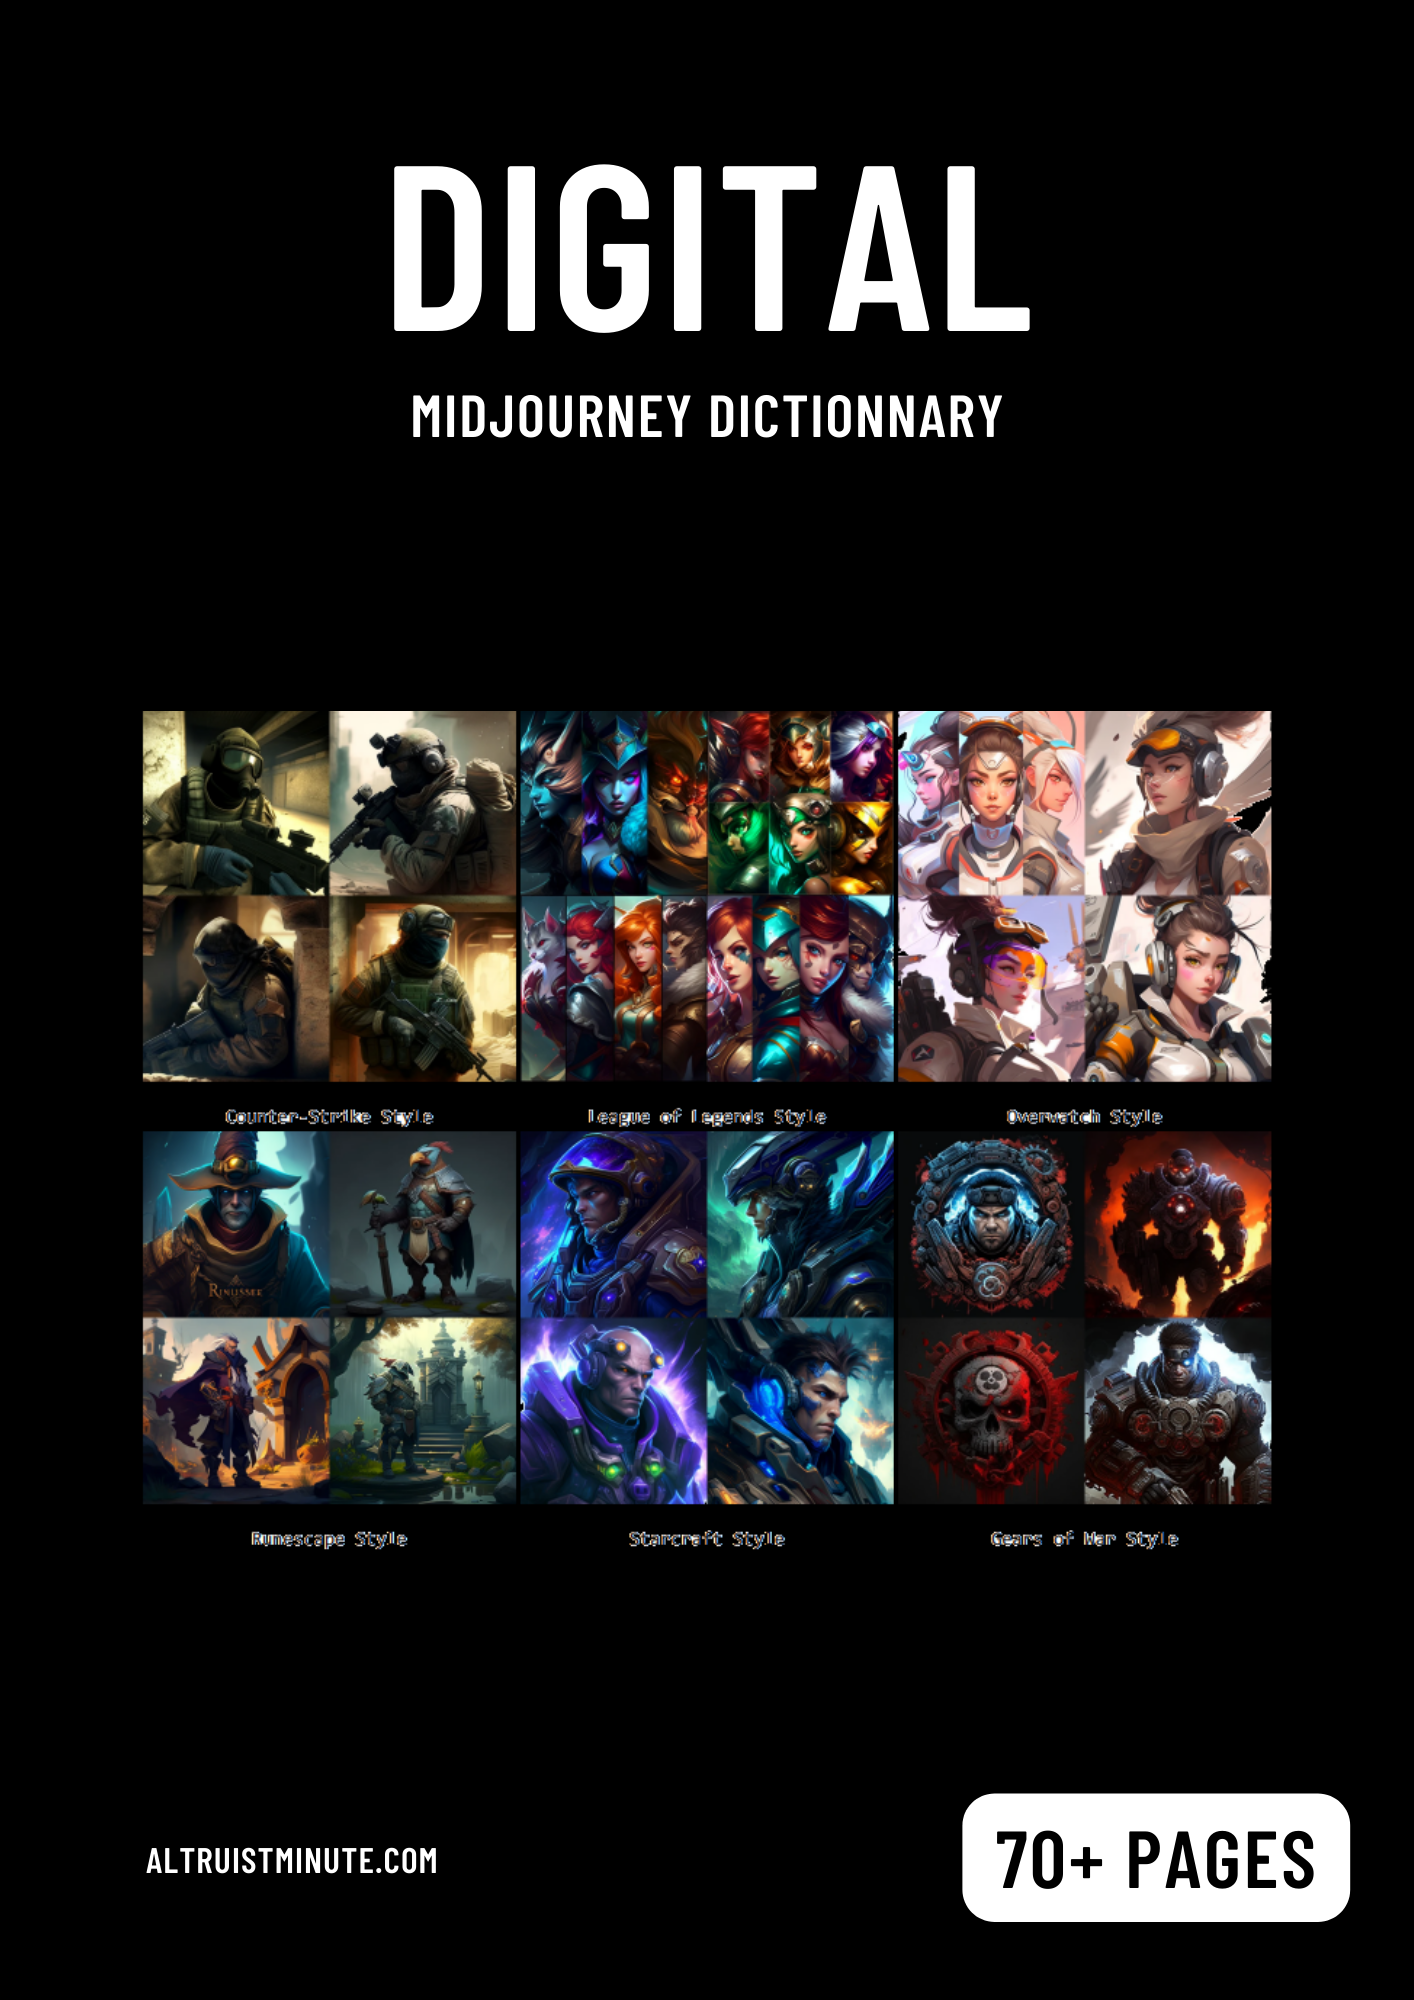 DIGITAL
MIDJOURNEY DICTIONNARY
Counter-Strike Style
League of Legends Style
Overwatch Style
Runescape Style
Starcraft Style
Gears of War Style
ALTRUISTMINUTE.COM
70+ PAGES